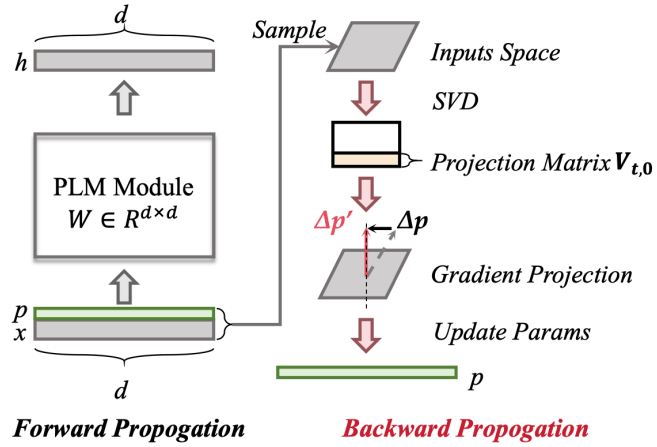 d
h
PLM Module
W ∈ R^{d×d}
p
x
d
Forward Propogation
Sample
Inputs Space
SVD
Projection Matrix V_{t,0}
Δp′
Δp
Gradient Projection
Update Params
p
Backward Propogation